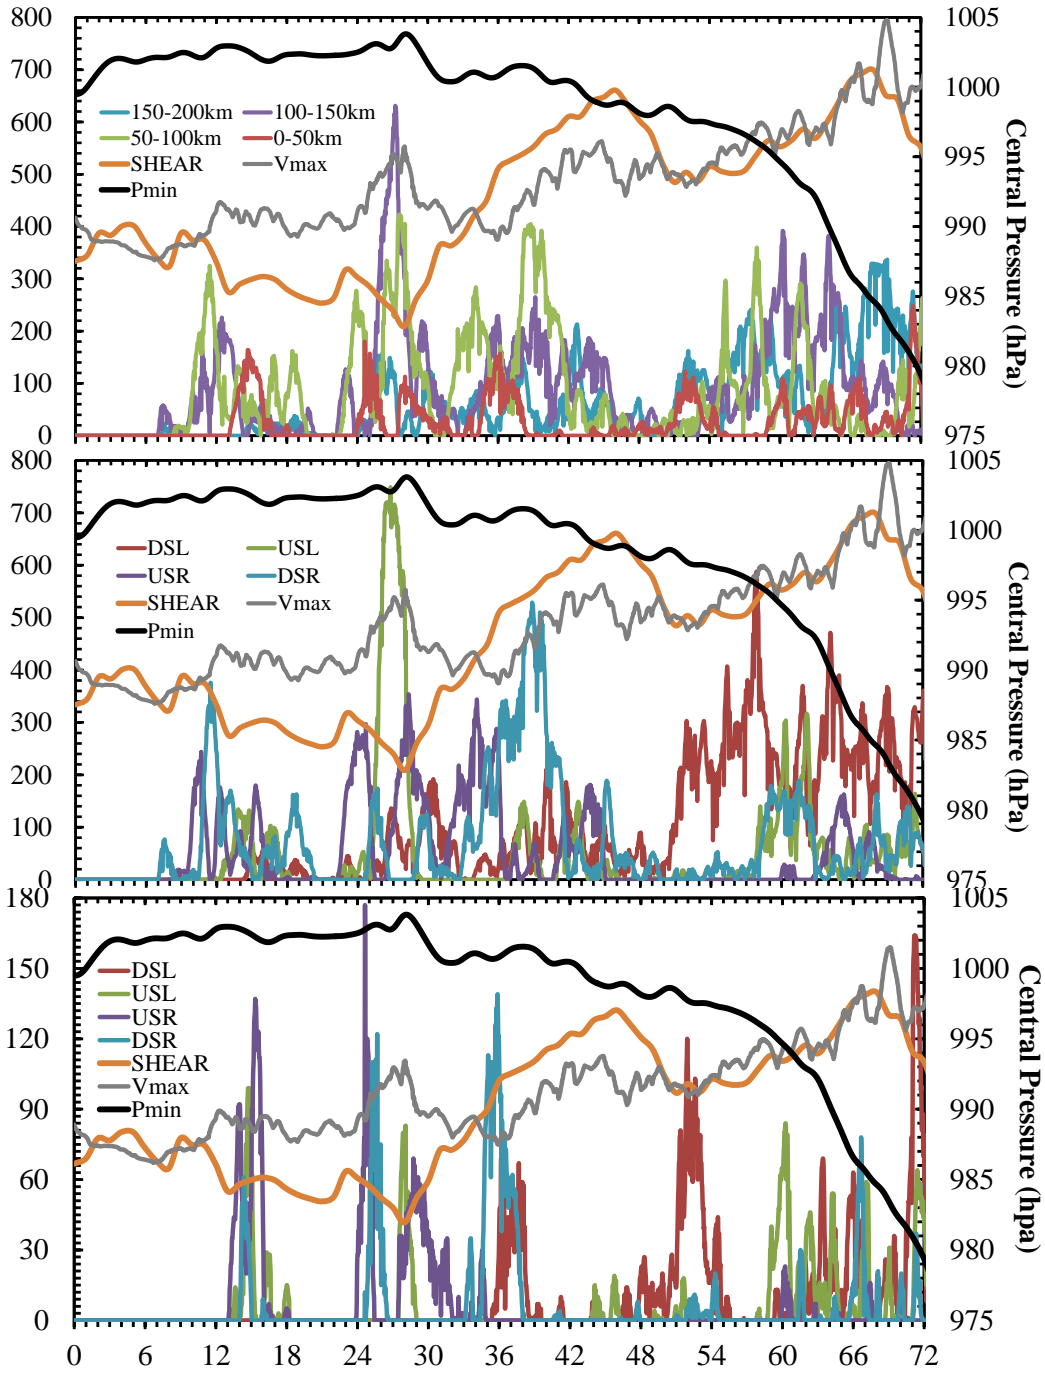 800
1005
700
1000
600
150-200km
100-150km
50-100km
0-50km
995
500
SHEAR
Vmax
Pmin
400
990
300
985
200
980
100
0
975
Central Pressure (hPa)
800
1005
700
1000
600
DSL
USL
USR
DSR
995
500
SHEAR
Vmax
Pmin
400
990
300
985
200
980
100
0
975
Central Pressure (hPa)
180
1005
150
1000
DSL
USL
USR
120
DSR
995
SHEAR
Vmax
90
Pmin
990
60
985
30
980
0
975
Central Pressure (hpa)
0 6 12 18 24 30 36 42 48 54 60 66 72